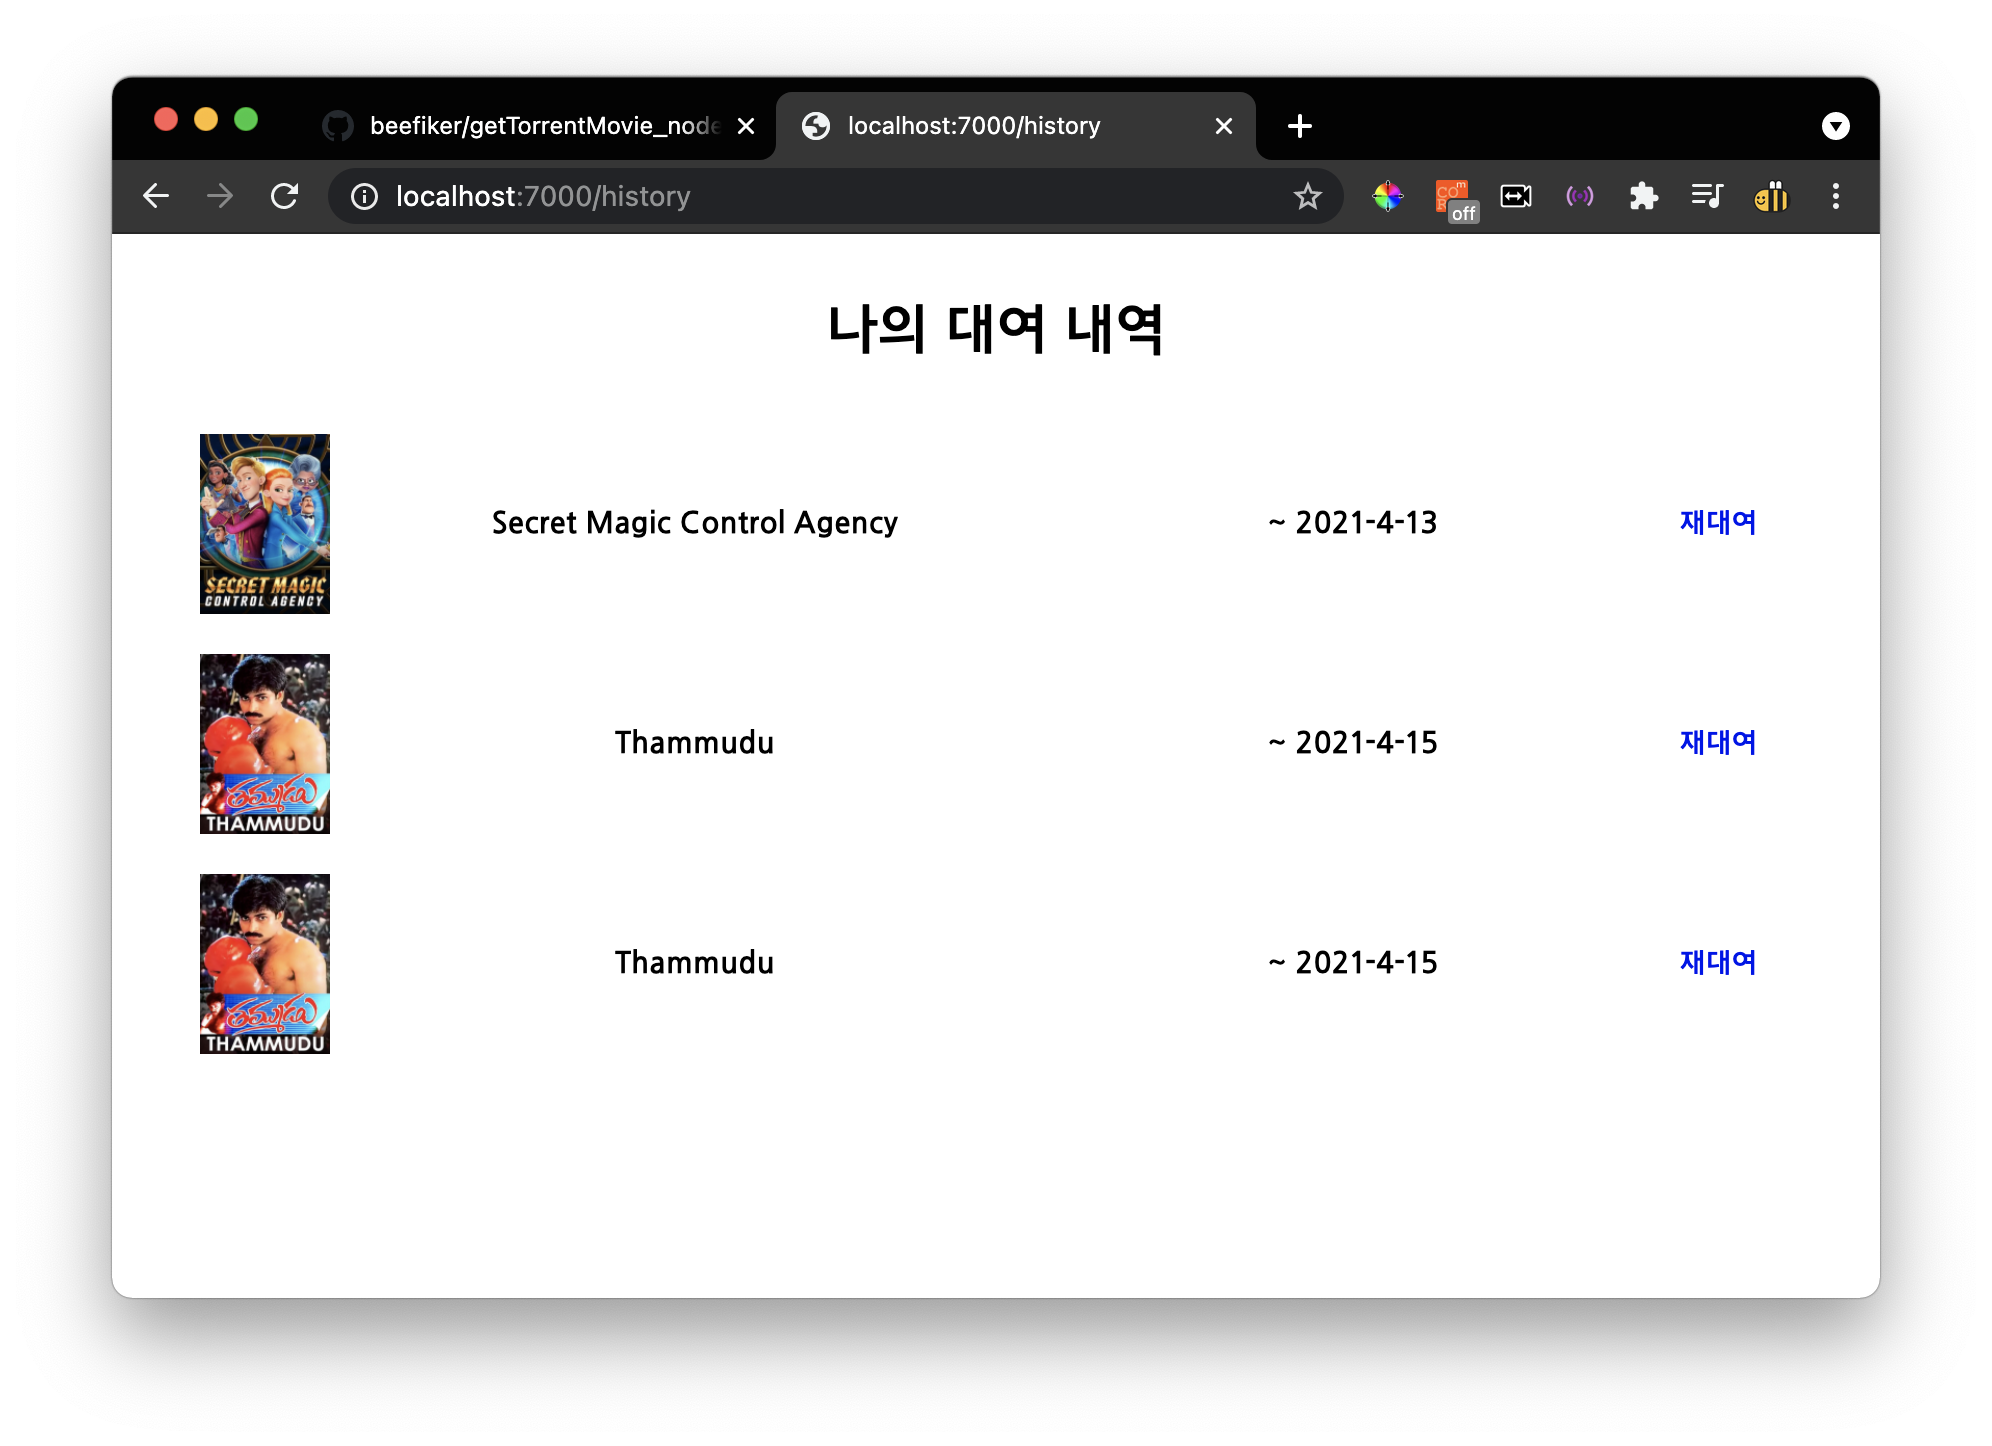 beefiker/getTorrentMovie_node
localhost:7000/history
localhost:7000/history
off
나의 대여 내역
SECRET MAGIC
CONTROL AGENCY
Secret Magic Control Agency
~ 2021-4-13
재대여
తమ్ముడు
THAMMUDU
Thammudu
~ 2021-4-15
재대여
తమ్ముడు
THAMMUDU
Thammudu
~ 2021-4-15
재대여